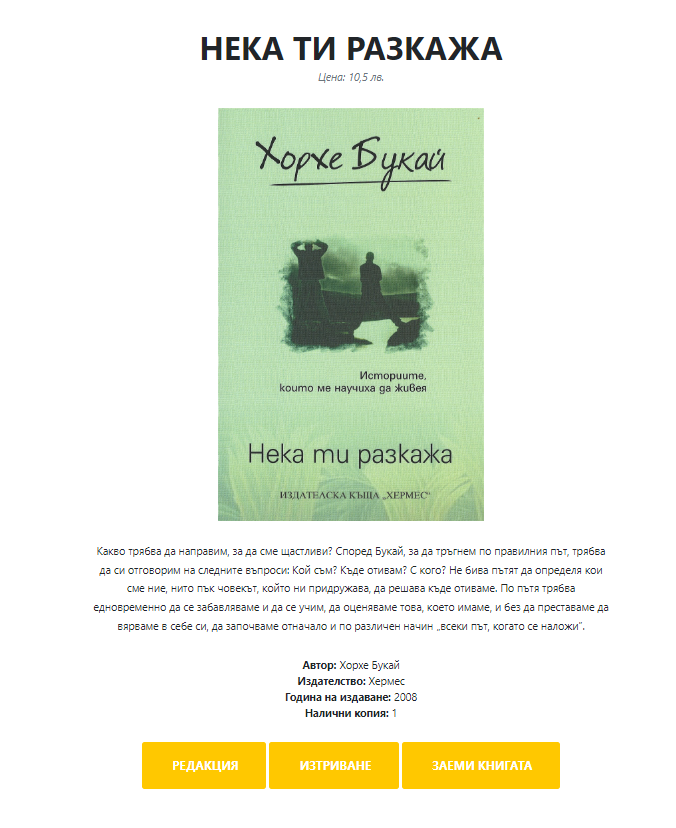 НЕКА ТИ РАЗКАЖА
Цена: 10,5 лв.
Хорхе Букай
Историите,
които ме научиха да живея
Нека ти разкажа
ИЗДАТЕЛСКА КЪЩА „ХЕРМЕС“
Какво трябва да направим, за да сме щастливи? Според Букай, за да тръгнем по правилния път, трябва
да си отговорим на следните въпроси: Кой съм? Къде отивам? С кого? Не бива пътят да определя кои
сме ние, нито пък човекът, който ни придружава, да решава къде отиваме. По пътя трябва
едновременно да се забавляваме и да се учим, да оценяваме това, което имаме, и без да преставаме да
вярваме в себе си, да започваме отначало и по различен начин „всеки път, когато се наложи“.
Автор: Хорхе Букай
Издателство: Хермес
Година на издаване: 2008
Налични копия: 1
РЕДАКЦИЯ ИЗТРИВАНЕ ЗАЕМИ КНИГАТА